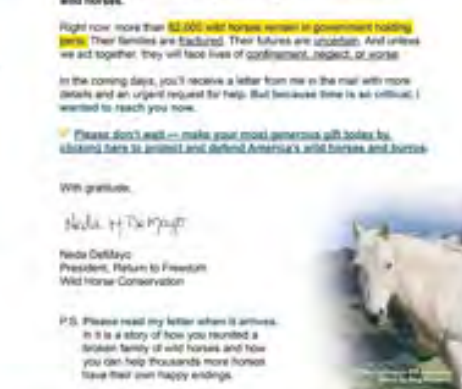 wild horses.
Right now, more than 62,000 wild horses remain in government holding
pens. Their families are fractured. Their futures are uncertain. And unless
we act together, they will face lives of confinement, neglect, or worse.
In the coming days, you'll receive a letter from me in the mail with more
details and an urgent request for help. But because time is so critical, I
wanted to reach you now.
Please don't wait — make your most generous gift today by
clicking here to protect and defend America's wild horses and burros.
With gratitude,
Neda H DeMayo
Neda DeMayo
President, Return to Freedom
Wild Horse Conservation
P.S. Please read my letter when it arrives.
In it is a story of how you reunited a
broken family of wild horses and how
you can help thousands more horses
have their own happy endings.